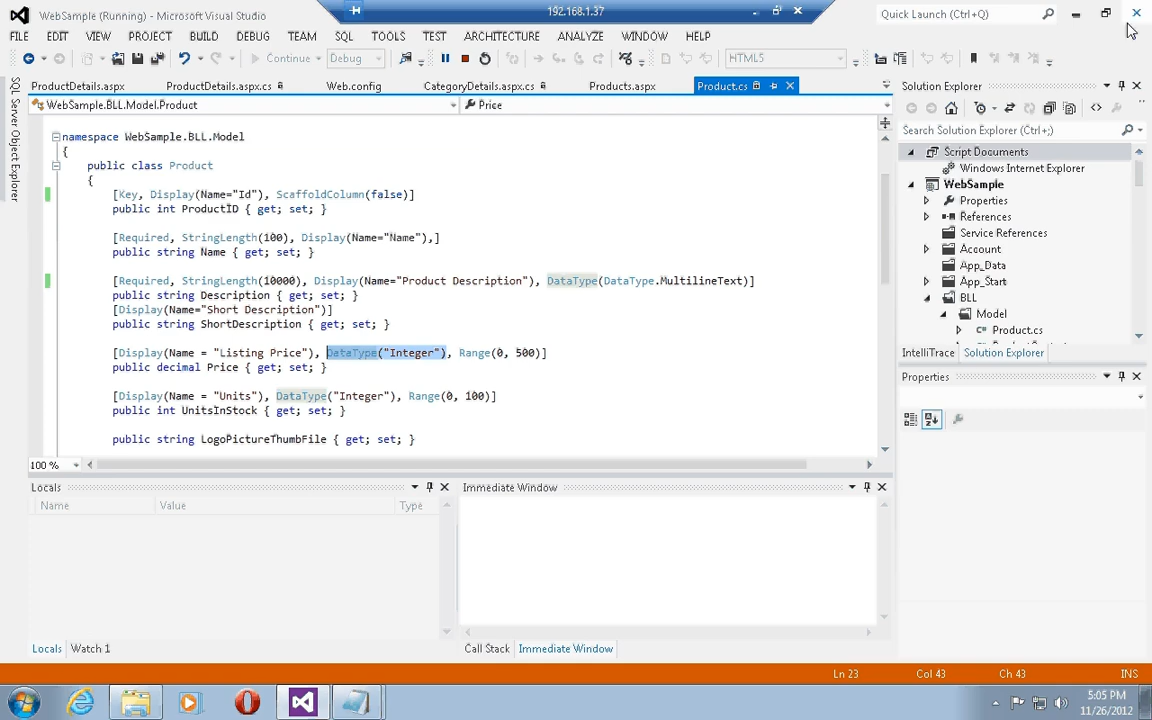 WebSample (Running) - Microsoft Visual Studio
192.168.1.37
Quick Launch (Ctrl+Q)
FILE EDIT VIEW PROJECT BUILD DEBUG TEAM SQL TOOLS TEST ARCHITECTURE ANALYZE WINDOW HELP
Continue Debug HTML5
SQL Server Object Explorer
ProductDetails.aspx ProductDetails.aspx.cs Web.config CategoryDetails.aspx.cs Products.aspx Product.cs
WebSample.BLL.Model.Product Price
namespace WebSample.BLL.Model
{
public class Product
{
[Key, Display(Name="Id"), ScaffoldColumn(false)]
public int ProductID { get; set; }
[Required, StringLength(100), Display(Name="Name"),]
public string Name { get; set; }
[Required, StringLength(10000), Display(Name="Product Description"), DataType(DataType.MultilineText)]
public string Description { get; set; }
[Display(Name="Short Description")]
public string ShortDescription { get; set; }
[Display(Name = "Listing Price"), DataType("Integer"), Range(0, 500)]
public decimal Price { get; set; }
[Display(Name = "Units"), DataType("Integer"), Range(0, 100)]
public int UnitsInStock { get; set; }
public string LogoPictureThumbFile { get; set; }
100 %
Solution Explorer
Search Solution Explorer (Ctrl+;)
Script Documents
Windows Internet Explorer
WebSample
Properties
References
Service References
Account
App_Data
App_Start
BLL
Model
Product.cs
IntelliTrace Solution Explorer
Properties
Locals
Name Value Type
Locals Watch 1
Immediate Window
Call Stack Immediate Window
Ln 23 Col 43 Ch 43 INS
5:05 PM
11/26/2012